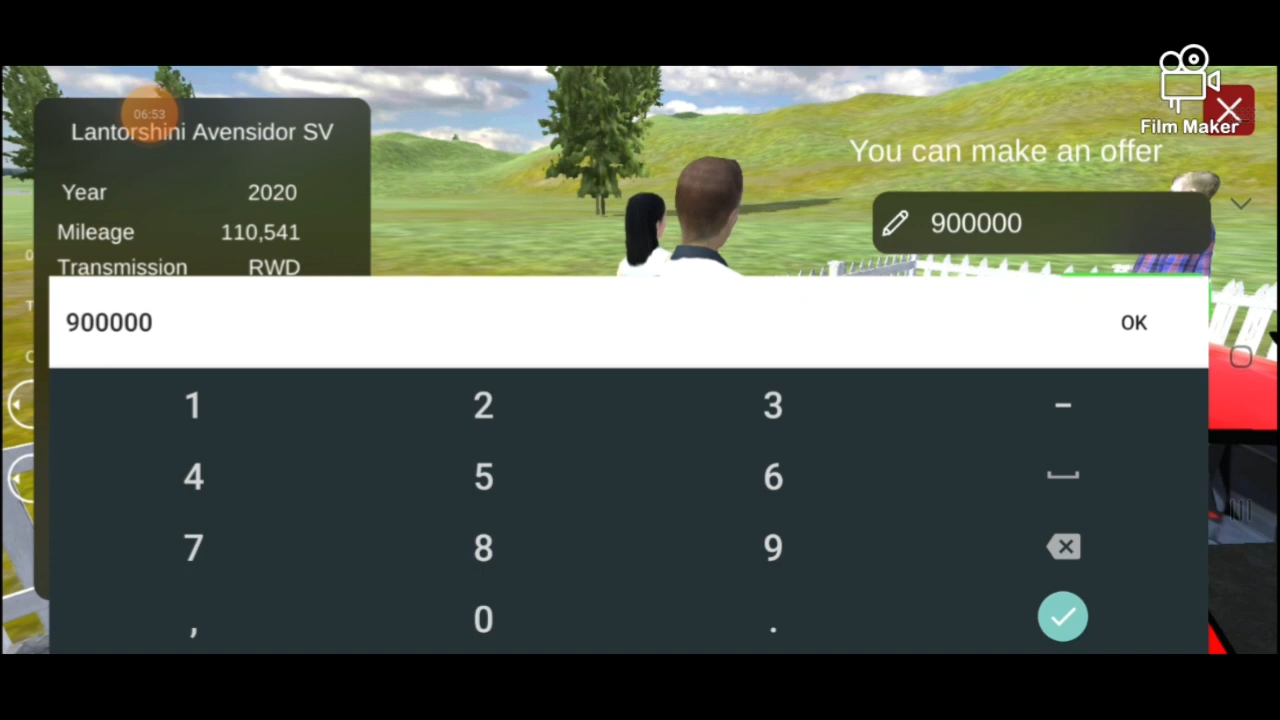 Film Maker
06:53
Lantorshini Avensidor SV
Year 2020
Mileage 110,541
Transmission RWD
You can make an offer
900000
900000 OK
1 2 3 -
4 5 6
7 8 9
, 0 .